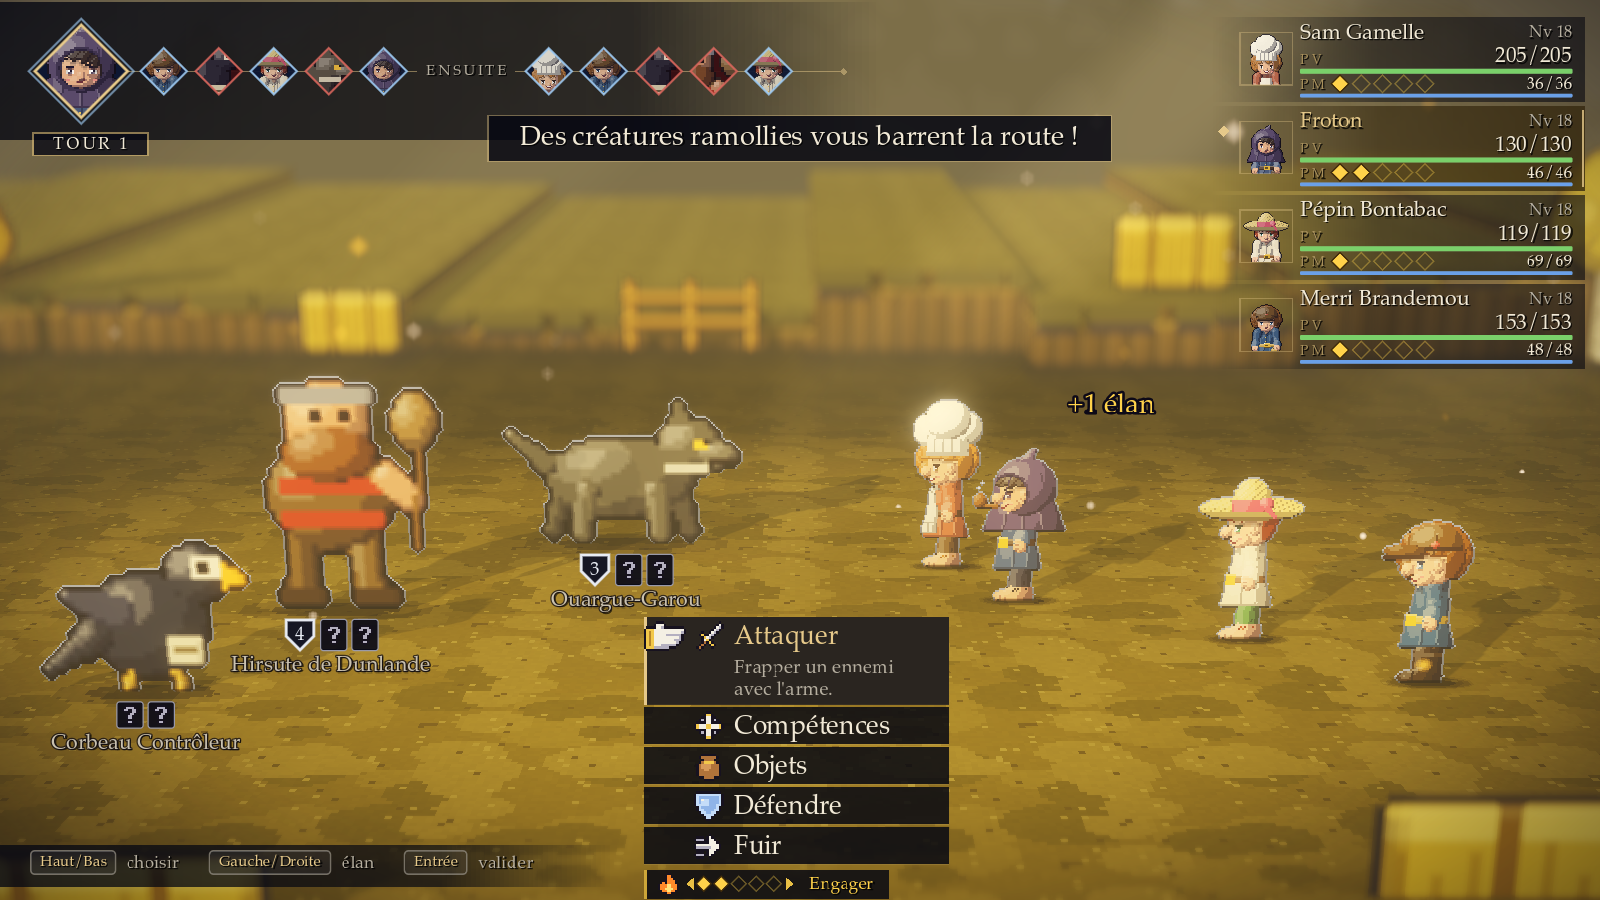 ENSUITE
TOUR 1
Des créatures ramollies vous barrent la route !
Sam Gamelle Nv 18
PV 205/205
PM 36/36
Froton Nv 18
PV 130/130
PM 46/46
Pépin Bontabac Nv 18
PV 119/119
PM 69/69
Merri Brandemou Nv 18
PV 153/153
PM 48/48
+1 élan
3 ? ?
Ouargue-Garou
4 ? ?
Hirsute de Dunlande
? ?
Corbeau Contrôleur
Attaquer
Frapper un ennemi
avec l'arme.
Compétences
Objets
Défendre
Fuir
Engager
Haut/Bas choisir Gauche/Droite élan Entrée valider